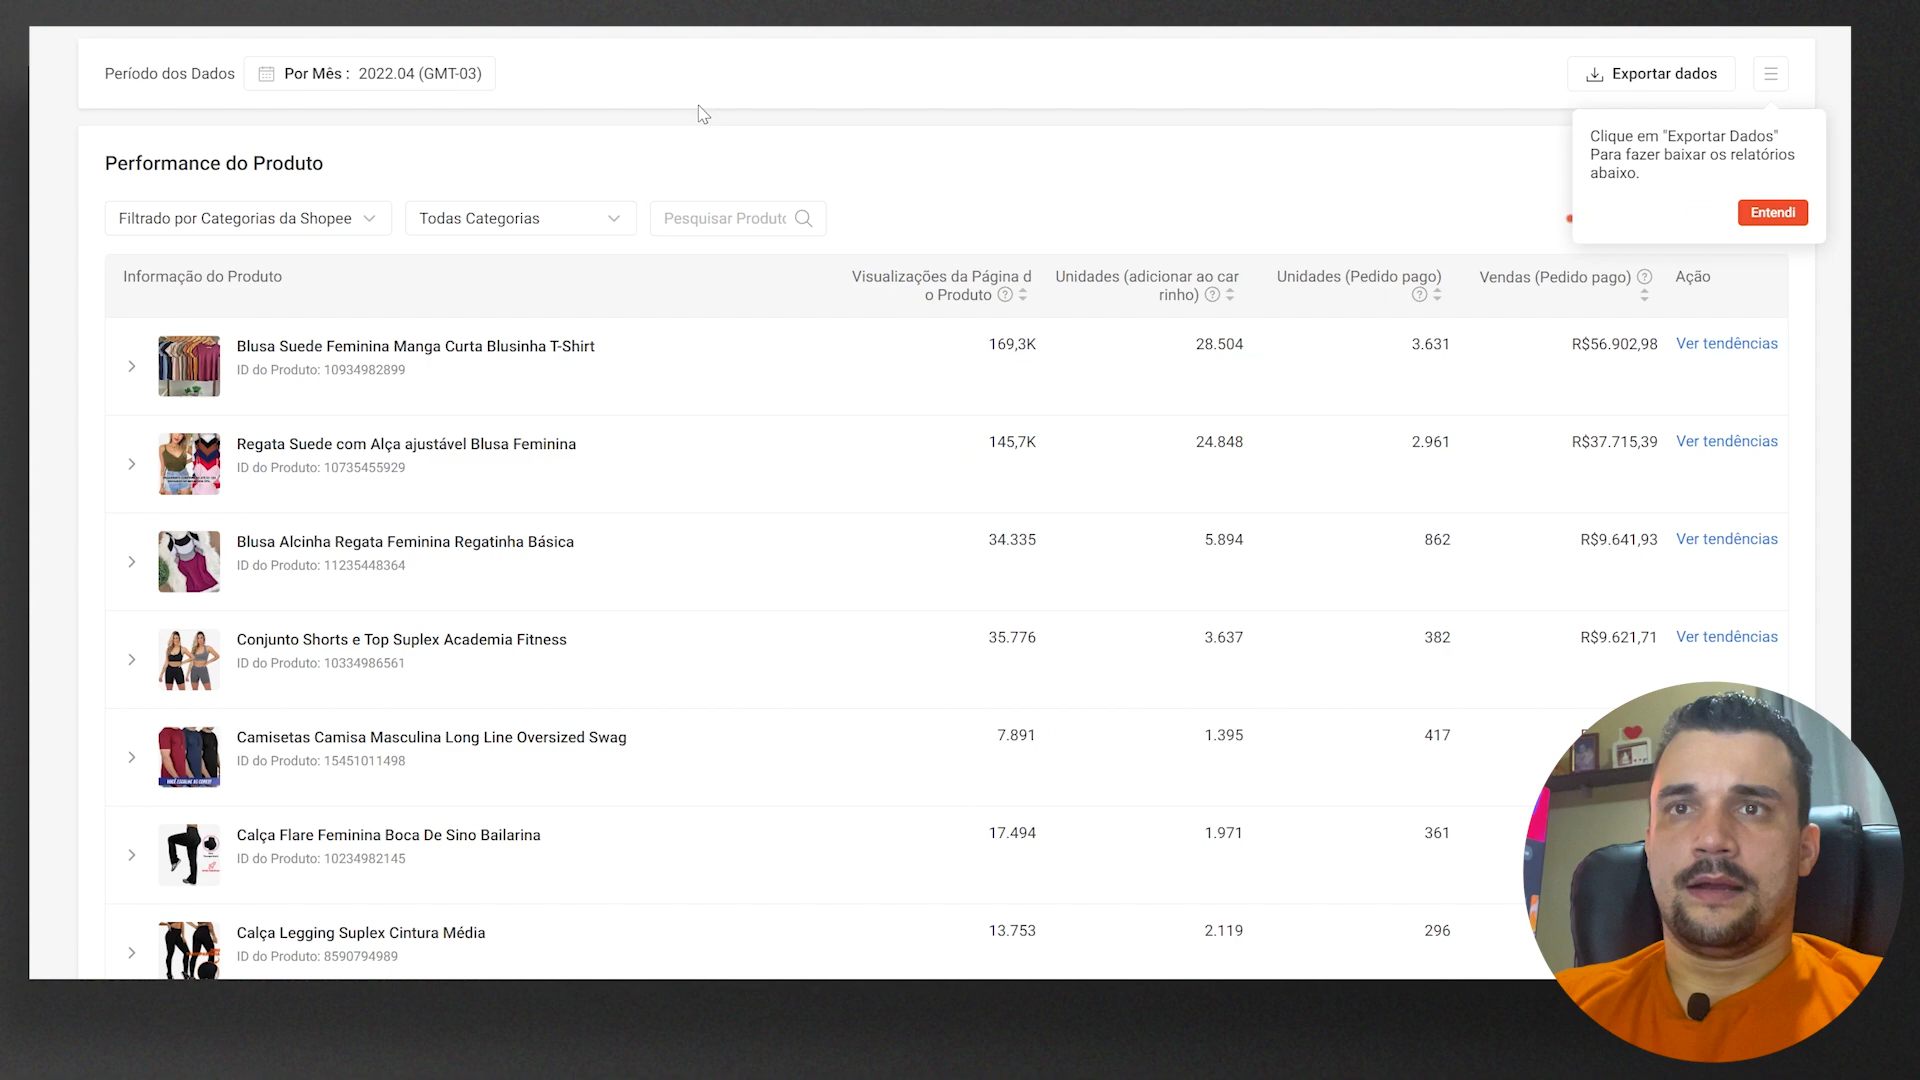 Período dos Dados
Por Mês : 2022.04 (GMT-03)
Exportar dados
Clique em "Exportar Dados"
Para fazer baixar os relatórios
abaixo.
Entendi
Performance do Produto
Filtrado por Categorias da Shopee
Todas Categorias
Pesquisar Produto
Informação do Produto
Visualizações da Página d
o Produto
Unidades (adicionar ao car
rinho)
Unidades (Pedido pago)
Vendas (Pedido pago)
Ação
Blusa Suede Feminina Manga Curta Blusinha T-Shirt
ID do Produto: 10934982899
169,3K
28.504
3.631
R$56.902,98
Ver tendências
Regata Suede com Alça ajustável Blusa Feminina
ID do Produto: 10735455929
145,7K
24.848
2.961
R$37.715,39
Ver tendências
Blusa Alcinha Regata Feminina Regatinha Básica
ID do Produto: 11235448364
34.335
5.894
862
R$9.641,93
Ver tendências
Conjunto Shorts e Top Suplex Academia Fitness
ID do Produto: 10334986561
35.776
3.637
382
R$9.621,71
Ver tendências
Camisetas Camisa Masculina Long Line Oversized Swag
ID do Produto: 15451011498
7.891
1.395
417
Calça Flare Feminina Boca De Sino Bailarina
ID do Produto: 10234982145
17.494
1.971
361
Calça Legging Suplex Cintura Média
ID do Produto: 8590794989
13.753
2.119
296